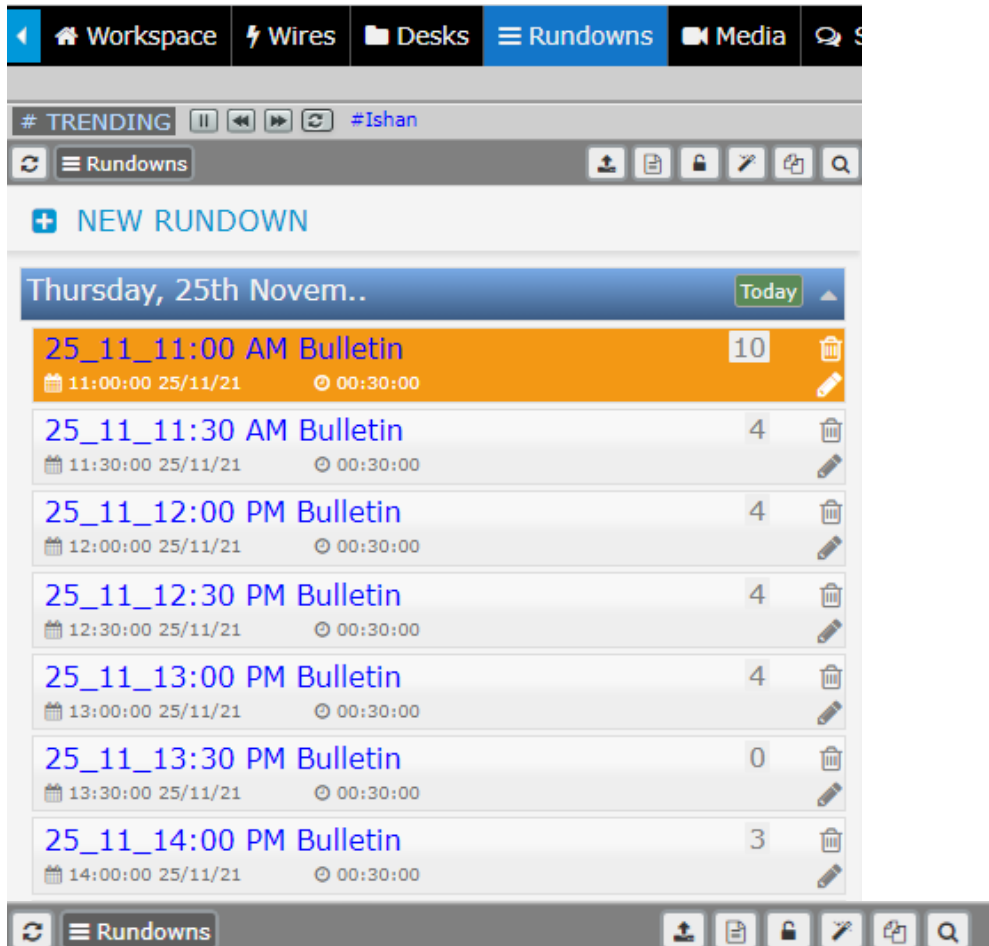 Workspace Wires Desks Rundowns Media S
# TRENDING #Ishan
Rundowns
NEW RUNDOWN
Thursday, 25th Novem.. Today
25_11_11:00 AM Bulletin 10
11:00:00 25/11/21 00:30:00
25_11_11:30 AM Bulletin 4
11:30:00 25/11/21 00:30:00
25_11_12:00 PM Bulletin 4
12:00:00 25/11/21 00:30:00
25_11_12:30 PM Bulletin 4
12:30:00 25/11/21 00:30:00
25_11_13:00 PM Bulletin 4
13:00:00 25/11/21 00:30:00
25_11_13:30 PM Bulletin 0
13:30:00 25/11/21 00:30:00
25_11_14:00 PM Bulletin 3
14:00:00 25/11/21 00:30:00
Rundowns